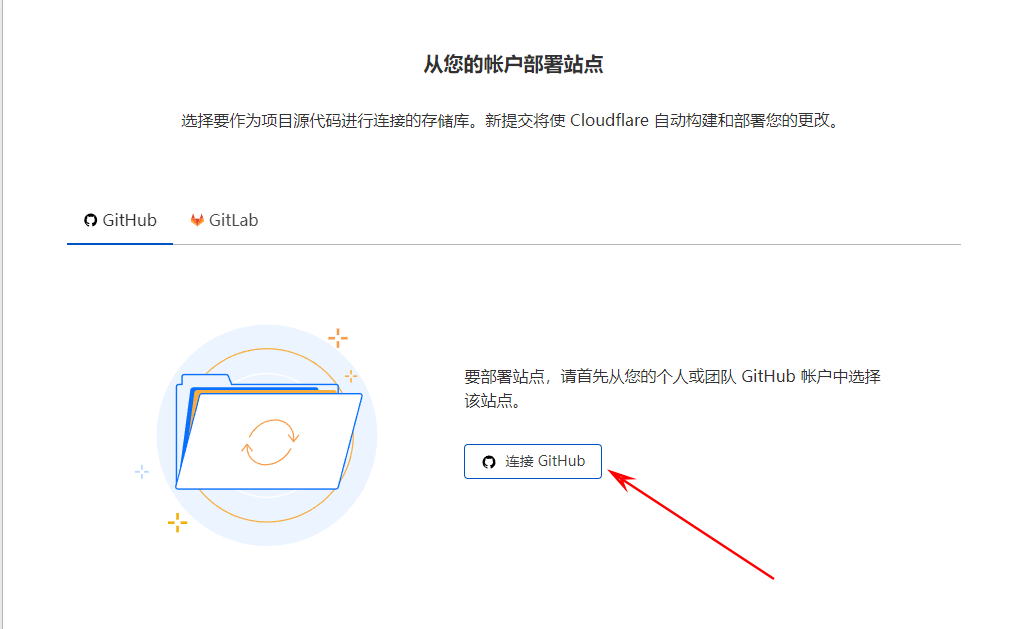 从您的帐户部署站点
选择要作为项目源代码进行连接的存储库。新提交将使 Cloudflare 自动构建和部署您的更改。
GitHub GitLab
要部署站点，请首先从您的个人或团队 GitHub 帐户中选择
该站点。
连接 GitHub